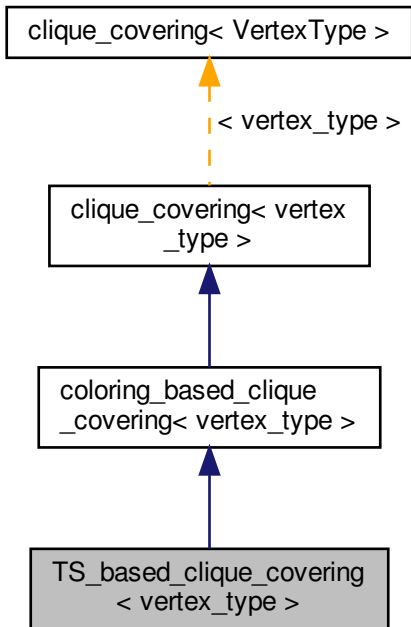 clique_covering< VertexType >
< vertex_type >
clique_covering< vertex
_type >
coloring_based_clique
_covering< vertex_type >
TS_based_clique_covering
< vertex_type >